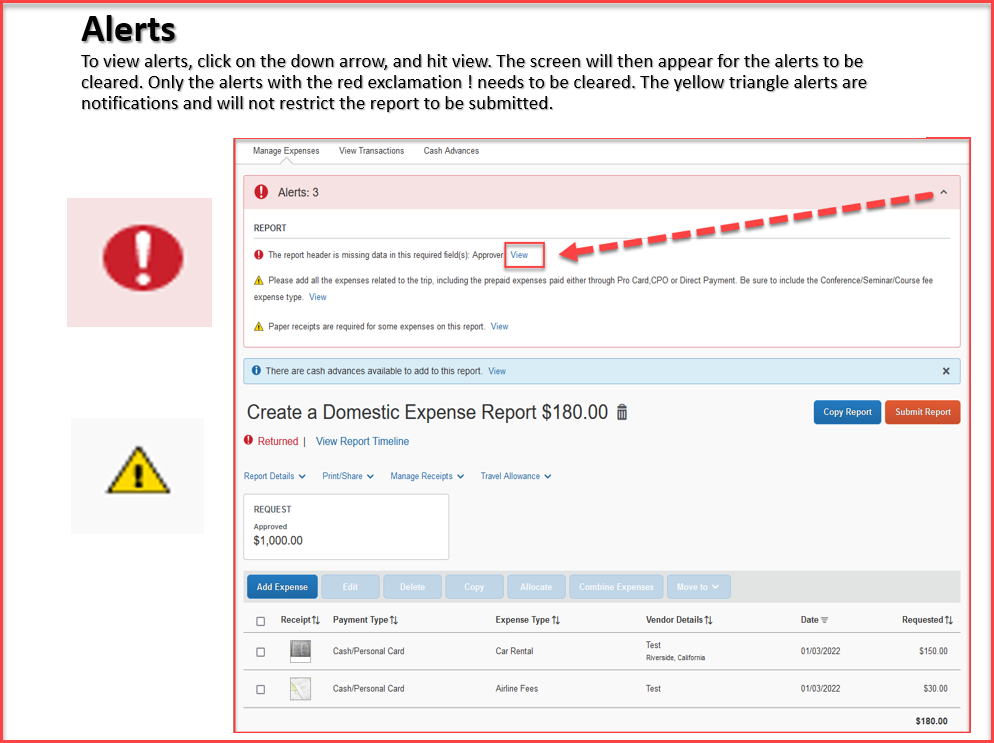 Alerts
To view alerts, click on the down arrow, and hit view. The screen will then appear for the alerts to be
cleared. Only the alerts with the red exclamation ! needs to be cleared. The yellow triangle alerts are
notifications and will not restrict the report to be submitted.
Manage Expenses View Transactions Cash Advances
Alerts: 3
REPORT
The report header is missing data in this required field(s): Approver. View
Please add all the expenses related to the trip, including the prepaid expenses paid either through Pro Card,CPO or Direct Payment. Be sure to include the Conference/Seminar/Course fee
expense type. View
Paper receipts are required for some expenses on this report. View
There are cash advances available to add to this report. View
Create a Domestic Expense Report $180.00
Copy Report Submit Report
Returned | View Report Timeline
Report Details Print/Share Manage Receipts Travel Allowance
REQUEST
Approved
$1,000.00
Add Expense Edit Delete Copy Allocate Combine Expenses Move to
Receipt Payment Type Expense Type Vendor Details Date Requested
Cash/Personal Card Car Rental Test 01/03/2022 $150.00
Riverside, California
Cash/Personal Card Airline Fees Test 01/03/2022 $30.00
$180.00